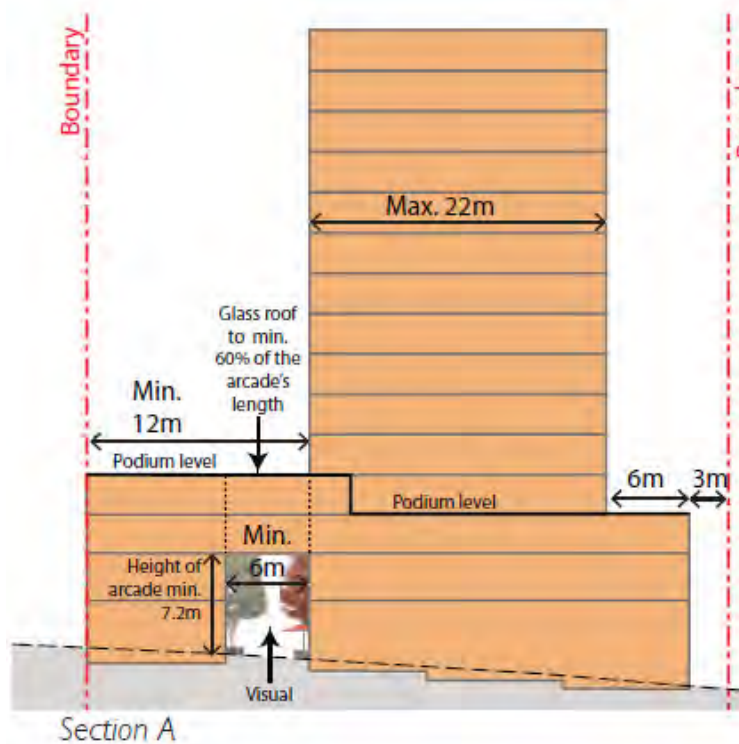 Boundary
Max. 22m
Glass roof
to min.
60% of the
arcade's
length
Min.
12m
Podium level
6m
3m
Podium level
Min.
6m
Height of
arcade min.
7.2m
Visual
Section A